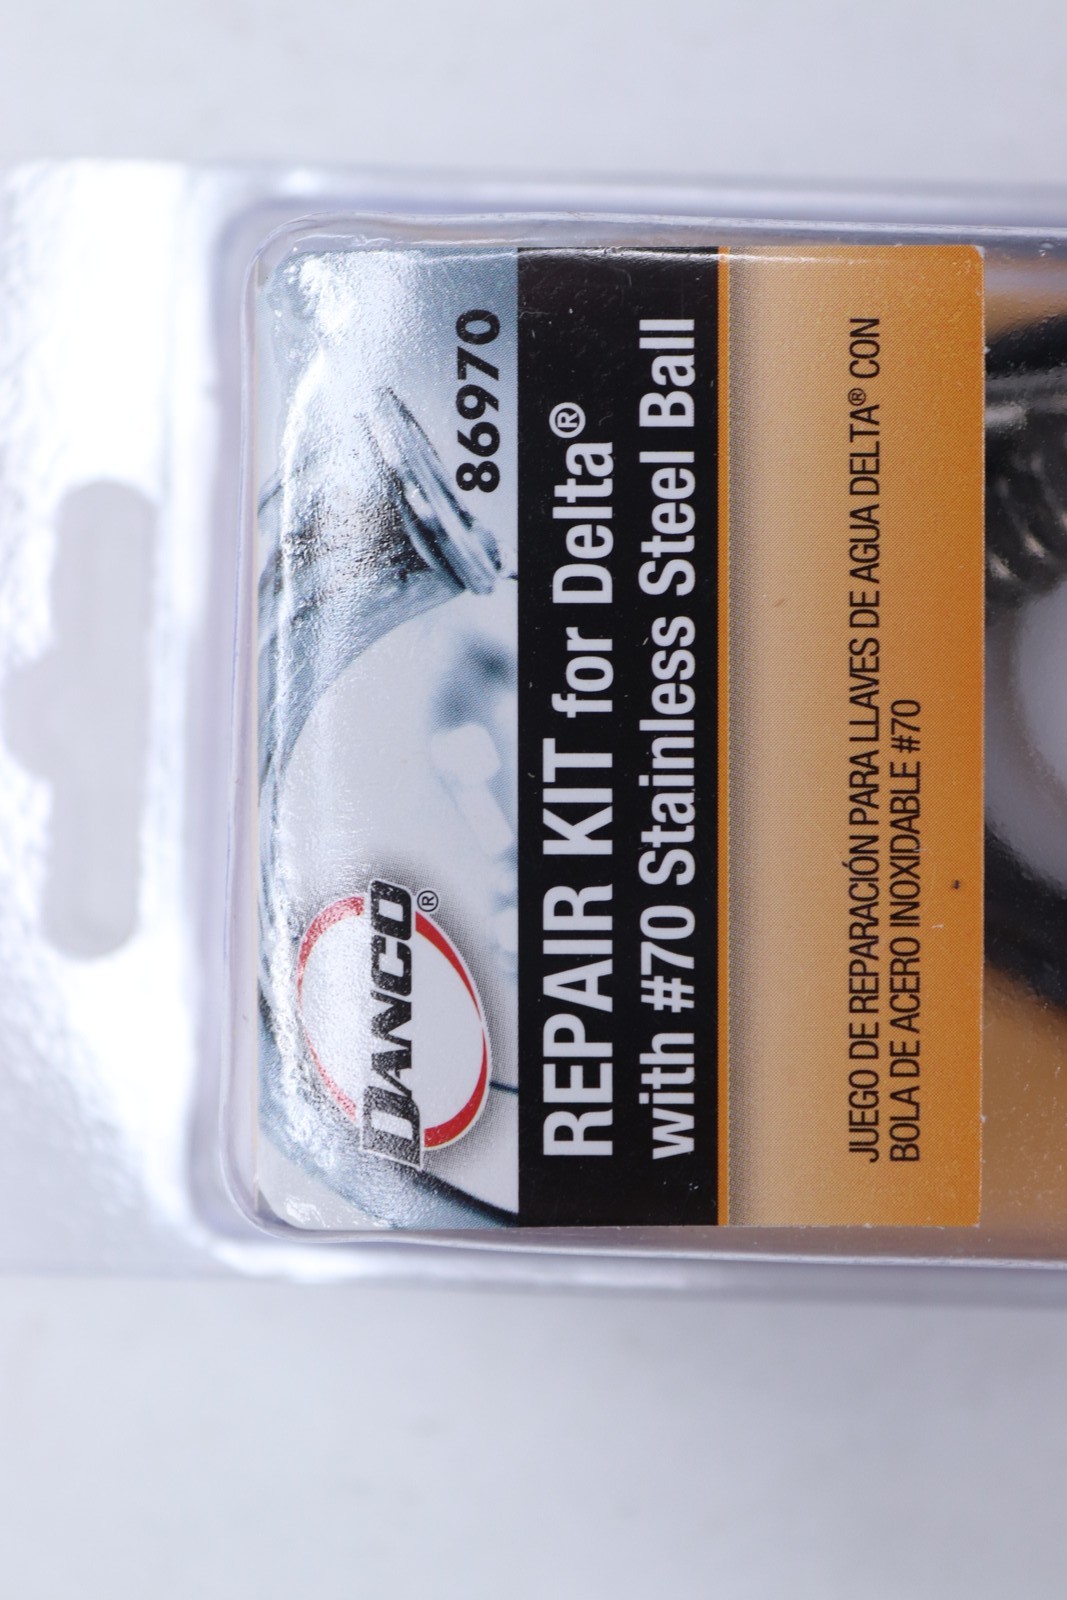 DANCO®
86970
REPAIR KIT for Delta®
with #70 Stainless Steel Ball
JUEGO DE REPARACIÓN PARA LLAVES DE AGUA DELTA® CON
BOLA DE ACERO INOXIDABLE #70